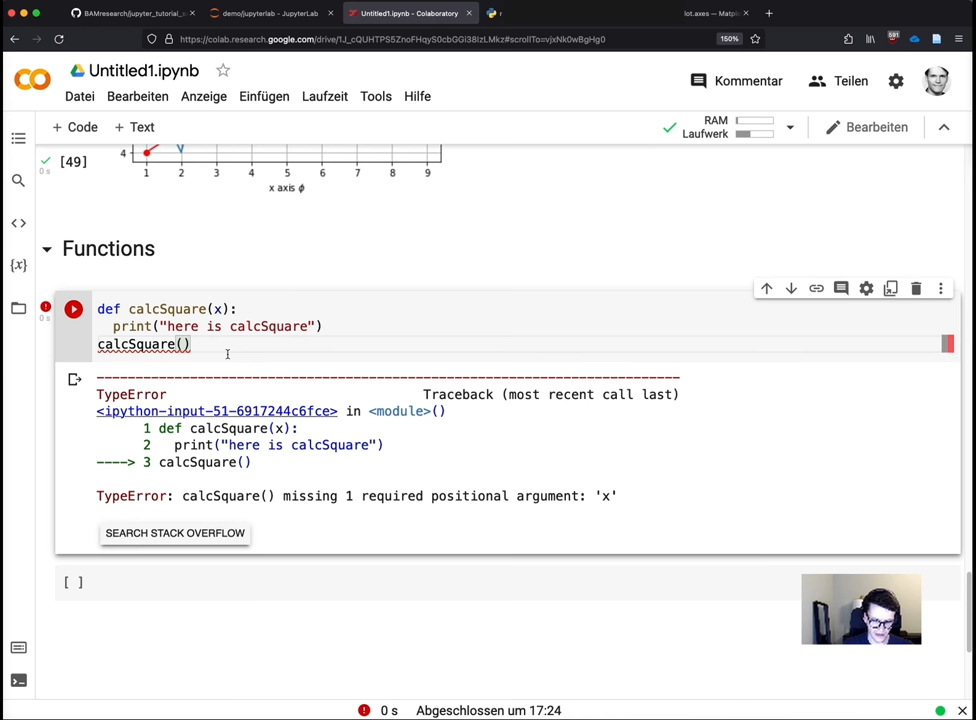 BAMresearch/jupyter_tutorial_s
demo/jupyterlab - JupyterLab
Untitled1.ipynb - Colaboratory
lot.axes — Matpl
https://colab.research.google.com/drive/1J_cQUHTPS5ZnoFHqyS0cbGGi38IzLMkz#scrollTo=vjxNk0wBgHg0
150%
Untitled1.ipynb
Kommentar
Teilen
Datei Bearbeiten Anzeige Einfügen Laufzeit Tools Hilfe
+ Code + Text
RAM
Laufwerk
Bearbeiten
[49]
0 s
4
1 2 3 4 5 6 7 8 9
x axis ϕ
Functions
0 s
def calcSquare(x):
print("here is calcSquare")
calcSquare()
TypeError Traceback (most recent call last)
<ipython-input-51-6917244c6fce> in <module>()
1 def calcSquare(x):
2 print("here is calcSquare")
----> 3 calcSquare()
TypeError: calcSquare() missing 1 required positional argument: 'x'
SEARCH STACK OVERFLOW
[ ]
0 s Abgeschlossen um 17:24